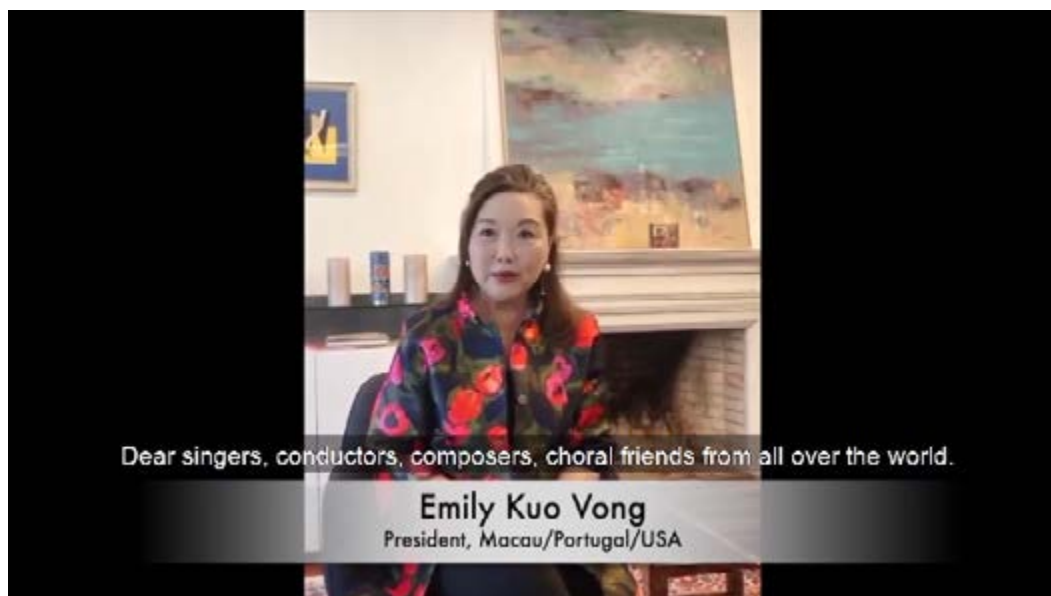 Dear singers, conductors, composers, choral friends from all over the world.
Emily Kuo Vong
President, Macau/Portugal/USA